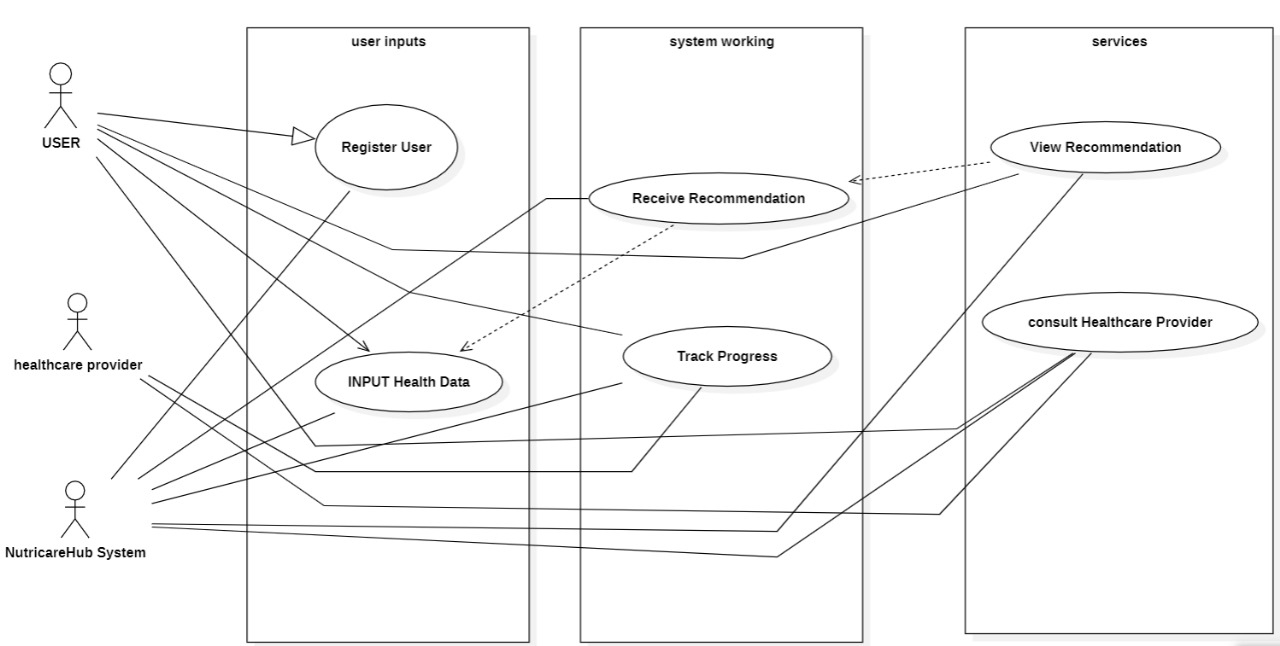 user inputs
system working
services
USER
Register User
View Recommendation
Receive Recommendation
healthcare provider
consult Healthcare Provider
Track Progress
INPUT Health Data
NutricareHub System